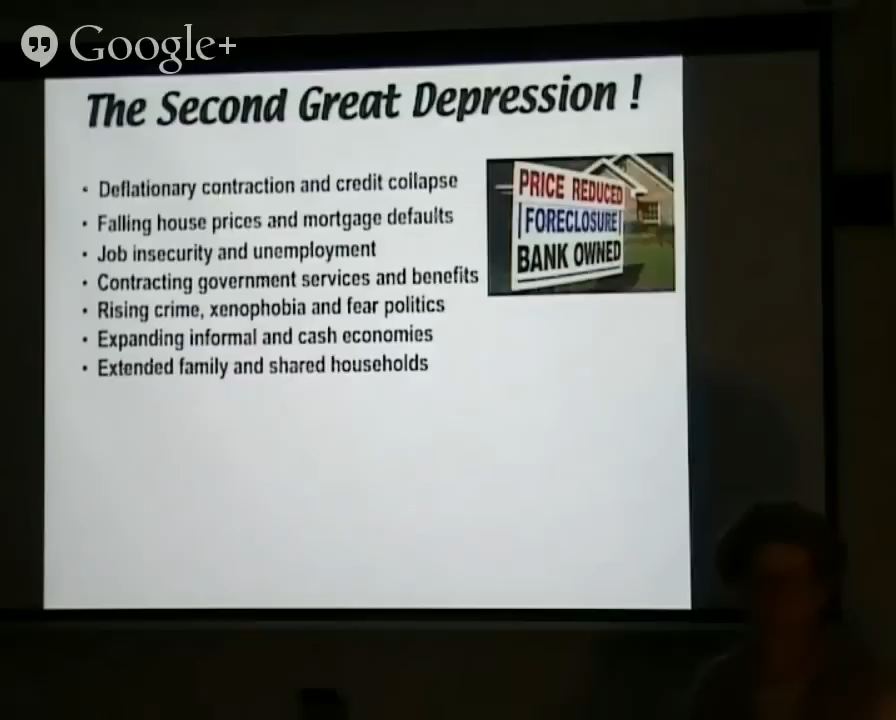 Google+
The Second Great Depression !
• Deflationary contraction and credit collapse
• Falling house prices and mortgage defaults
• Job insecurity and unemployment
• Contracting government services and benefits
• Rising crime, xenophobia and fear politics
• Expanding informal and cash economies
• Extended family and shared households
PRICE REDUCED
FORECLOSURE
BANK OWNED